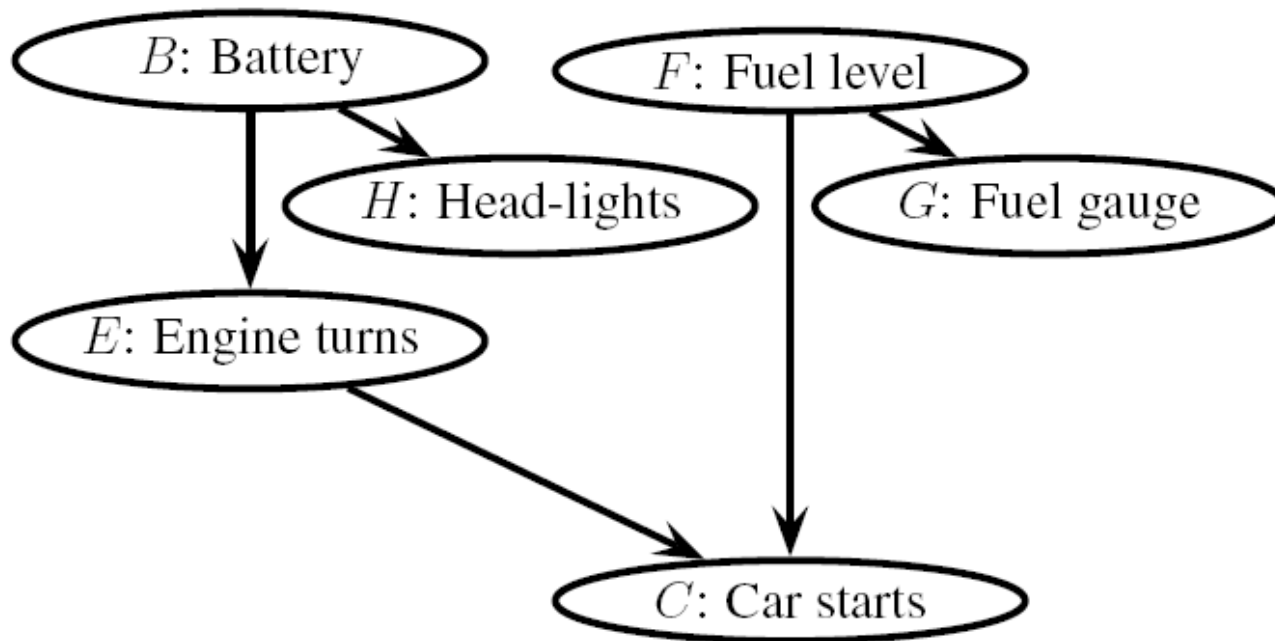 B: Battery
F: Fuel level
H: Head-lights
G: Fuel gauge
E: Engine turns
C: Car starts